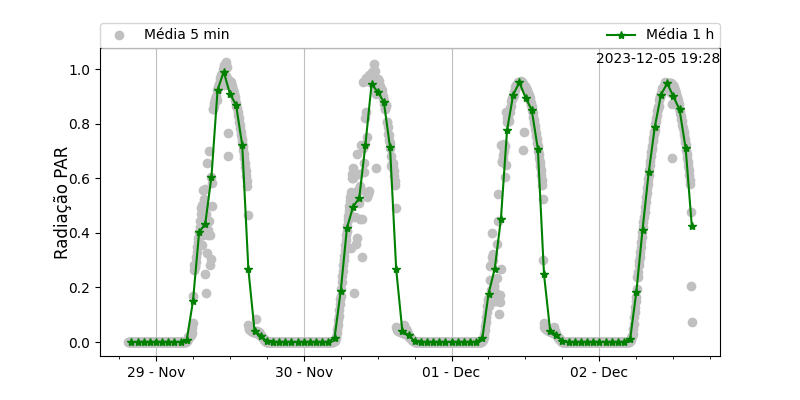 Média 5 min
Média 1 h
2023-12-05 19:28
Radiação PAR
1.0
0.8
0.6
0.4
0.2
0.0
29 - Nov
30 - Nov
01 - Dec
02 - Dec